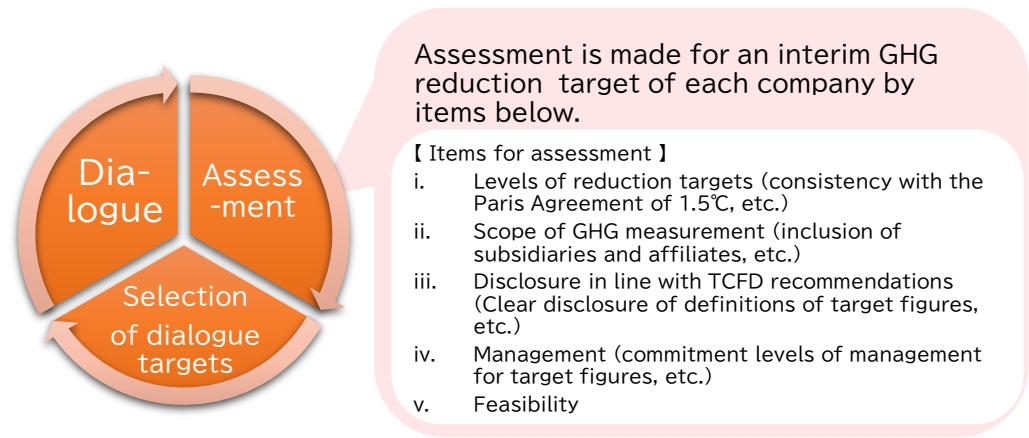 Dia-
logue
Assess
-ment
Selection
of dialogue
targets
Assessment is made for an interim GHG
reduction target of each company by
items below.
【 Items for assessment 】
i. Levels of reduction targets (consistency with the
Paris Agreement of 1.5℃, etc.)
ii. Scope of GHG measurement (inclusion of
subsidiaries and affiliates, etc.)
iii. Disclosure in line with TCFD recommendations
(Clear disclosure of definitions of target figures,
etc.)
iv. Management (commitment levels of management
for target figures, etc.)
v. Feasibility